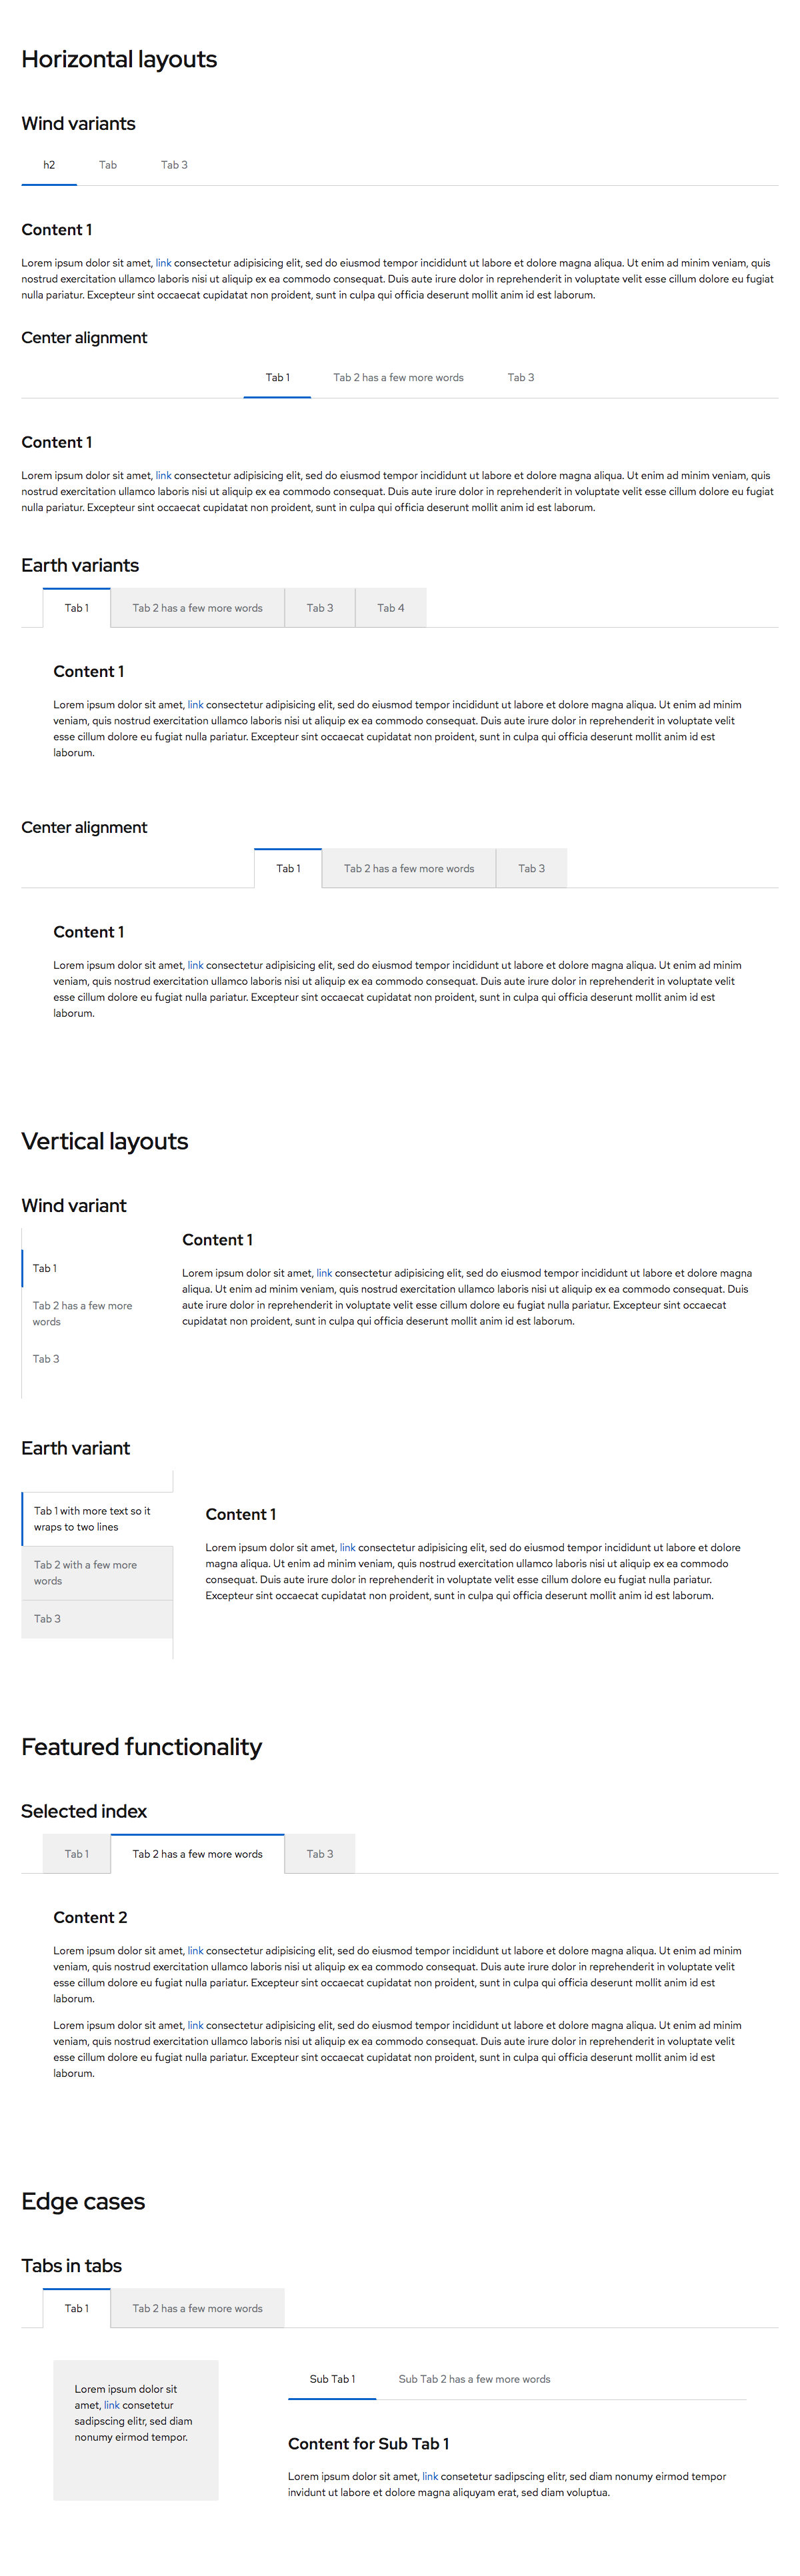 Horizontal layouts
Wind variants
h2 Tab Tab 3
Content 1
Lorem ipsum dolor sit amet, link consectetur adipisicing elit, sed do eiusmod tempor incididunt ut labore et dolore magna aliqua. Ut enim ad minim veniam, quis
nostrud exercitation ullamco laboris nisi ut aliquip ex ea commodo consequat. Duis aute irure dolor in reprehenderit in voluptate velit esse cillum dolore eu fugiat
nulla pariatur. Excepteur sint occaecat cupidatat non proident, sunt in culpa qui officia deserunt mollit anim id est laborum.
Center alignment
Tab 1 Tab 2 has a few more words Tab 3
Content 1
Lorem ipsum dolor sit amet, link consectetur adipisicing elit, sed do eiusmod tempor incididunt ut labore et dolore magna aliqua. Ut enim ad minim veniam, quis
nostrud exercitation ullamco laboris nisi ut aliquip ex ea commodo consequat. Duis aute irure dolor in reprehenderit in voluptate velit esse cillum dolore eu fugiat
nulla pariatur. Excepteur sint occaecat cupidatat non proident, sunt in culpa qui officia deserunt mollit anim id est laborum.
Earth variants
Tab 1 Tab 2 has a few more words Tab 3 Tab 4
Content 1
Lorem ipsum dolor sit amet, link consectetur adipisicing elit, sed do eiusmod tempor incididunt ut labore et dolore magna aliqua. Ut enim ad minim
veniam, quis nostrud exercitation ullamco laboris nisi ut aliquip ex ea commodo consequat. Duis aute irure dolor in reprehenderit in voluptate velit
esse cillum dolore eu fugiat nulla pariatur. Excepteur sint occaecat cupidatat non proident, sunt in culpa qui officia deserunt mollit anim id est
laborum.
Center alignment
Tab 1 Tab 2 has a few more words Tab 3
Content 1
Lorem ipsum dolor sit amet, link consectetur adipisicing elit, sed do eiusmod tempor incididunt ut labore et dolore magna aliqua. Ut enim ad minim
veniam, quis nostrud exercitation ullamco laboris nisi ut aliquip ex ea commodo consequat. Duis aute irure dolor in reprehenderit in voluptate velit
esse cillum dolore eu fugiat nulla pariatur. Excepteur sint occaecat cupidatat non proident, sunt in culpa qui officia deserunt mollit anim id est
laborum.
Vertical layouts
Wind variant
Tab 1
Tab 2 has a few more
words
Tab 3
Content 1
Lorem ipsum dolor sit amet, link consectetur adipisicing elit, sed do eiusmod tempor incididunt ut labore et dolore magna
aliqua. Ut enim ad minim veniam, quis nostrud exercitation ullamco laboris nisi ut aliquip ex ea commodo consequat. Duis
aute irure dolor in reprehenderit in voluptate velit esse cillum dolore eu fugiat nulla pariatur. Excepteur sint occaecat
cupidatat non proident, sunt in culpa qui officia deserunt mollit anim id est laborum.
Earth variant
Tab 1 with more text so it
wraps to two lines
Tab 2 with a few more
words
Tab 3
Content 1
Lorem ipsum dolor sit amet, link consectetur adipisicing elit, sed do eiusmod tempor incididunt ut labore et dolore
magna aliqua. Ut enim ad minim veniam, quis nostrud exercitation ullamco laboris nisi ut aliquip ex ea commodo
consequat. Duis aute irure dolor in reprehenderit in voluptate velit esse cillum dolore eu fugiat nulla pariatur.
Excepteur sint occaecat cupidatat non proident, sunt in culpa qui officia deserunt mollit anim id est laborum.
Featured functionality
Selected index
Tab 1 Tab 2 has a few more words Tab 3
Content 2
Lorem ipsum dolor sit amet, link consectetur adipisicing elit, sed do eiusmod tempor incididunt ut labore et dolore magna aliqua. Ut enim ad minim
veniam, quis nostrud exercitation ullamco laboris nisi ut aliquip ex ea commodo consequat. Duis aute irure dolor in reprehenderit in voluptate velit
esse cillum dolore eu fugiat nulla pariatur. Excepteur sint occaecat cupidatat non proident, sunt in culpa qui officia deserunt mollit anim id est
laborum.
Lorem ipsum dolor sit amet, link consectetur adipisicing elit, sed do eiusmod tempor incididunt ut labore et dolore magna aliqua. Ut enim ad minim
veniam, quis nostrud exercitation ullamco laboris nisi ut aliquip ex ea commodo consequat. Duis aute irure dolor in reprehenderit in voluptate velit
esse cillum dolore eu fugiat nulla pariatur. Excepteur sint occaecat cupidatat non proident, sunt in culpa qui officia deserunt mollit anim id est
laborum.
Edge cases
Tabs in tabs
Tab 1 Tab 2 has a few more words
Lorem ipsum dolor sit
amet, link consetetur
sadipscing elitr, sed diam
nonumy eirmod tempor.
Sub Tab 1 Sub Tab 2 has a few more words
Content for Sub Tab 1
Lorem ipsum dolor sit amet, link consetetur sadipscing elitr, sed diam nonumy eirmod tempor
invidunt ut labore et dolore magna aliquyam erat, sed diam voluptua.